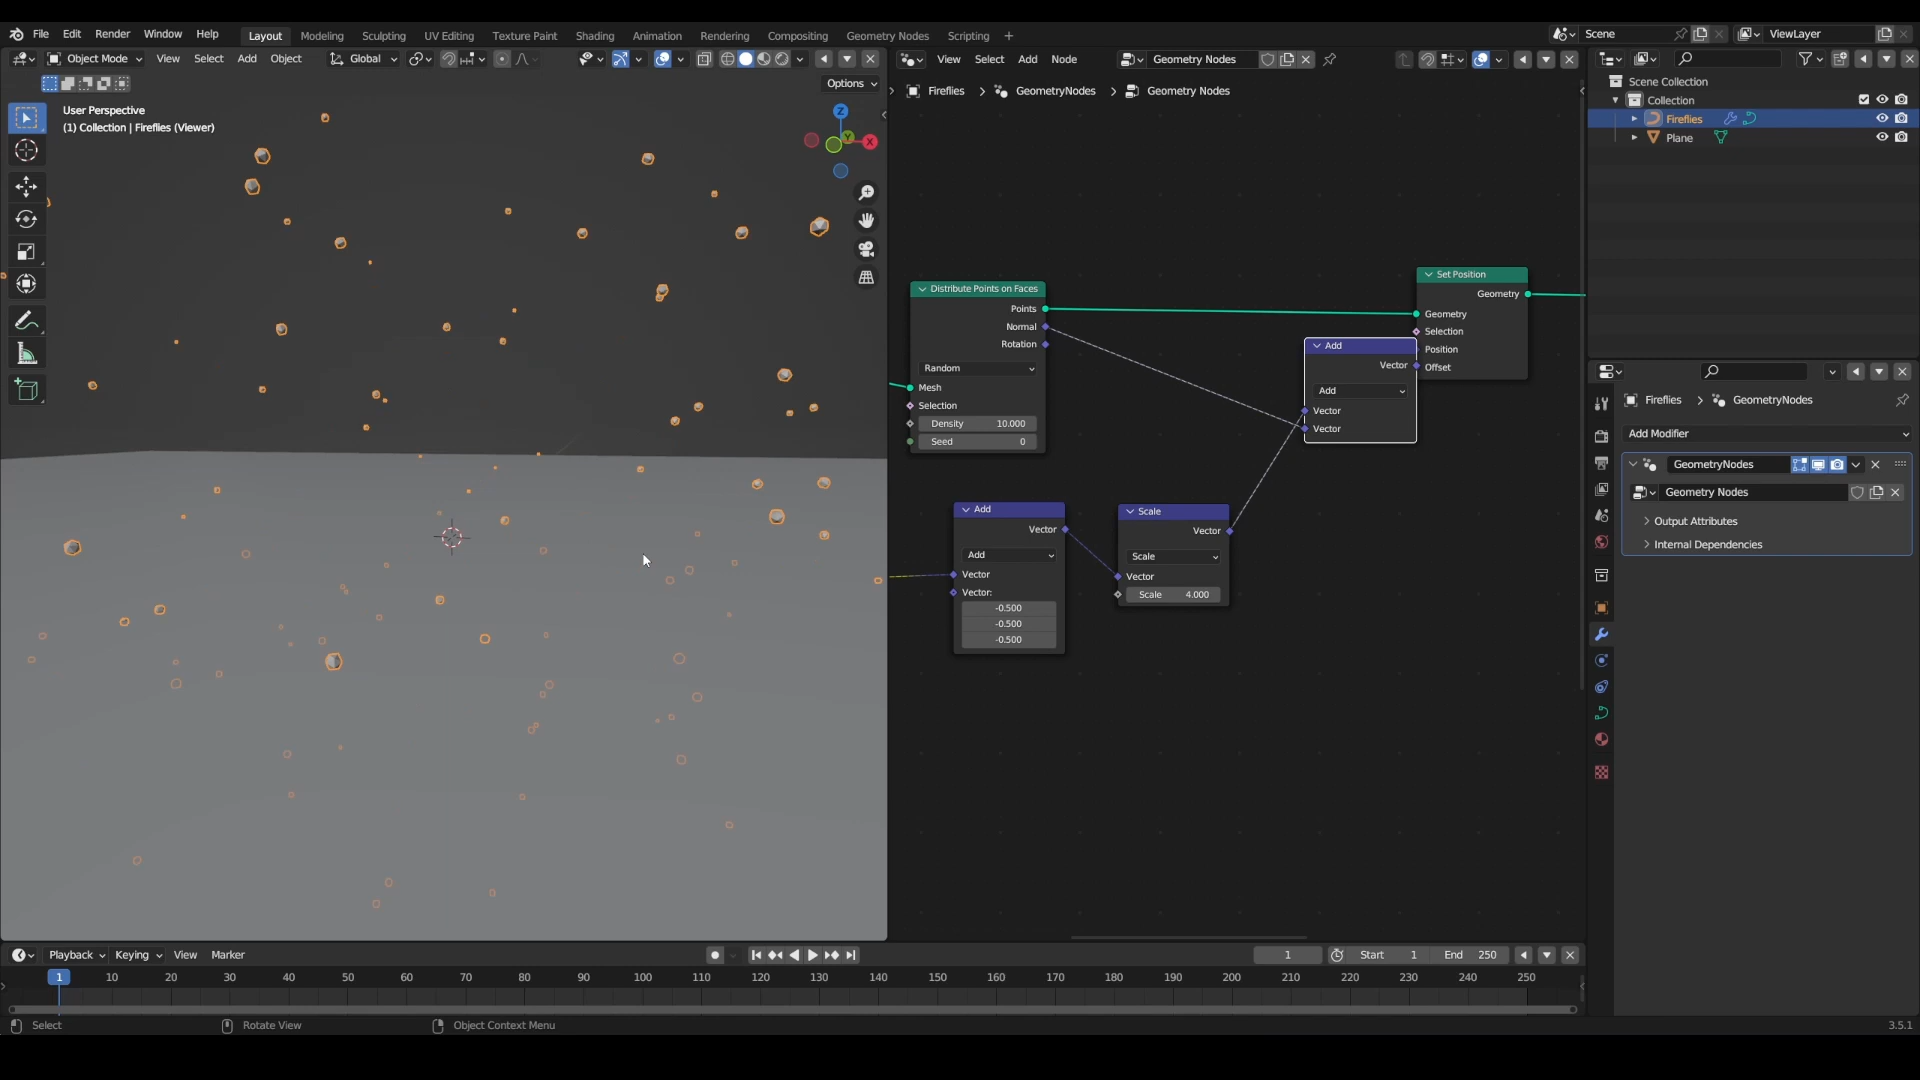 File Edit Render Window Help Layout Modeling Sculpting UV Editing Texture Paint Shading Animation Rendering Compositing Geometry Nodes Scripting + Scene ViewLayer
Object Mode View Select Add Object Global
View Select Add Node Geometry Nodes
Options
User Perspective
(1) Collection | Fireflies (Viewer)
Z
Y
X
Fireflies > GeometryNodes > Geometry Nodes
Distribute Points on Faces
Points
Normal
Rotation
Random
Mesh
Selection
Density 10.000
Seed 0
Set Position
Geometry
Geometry
Selection
Position
Offset
Add
Vector
Add
Vector
Vector
Add
Vector
Add
Vector
Vector:
-0.500
-0.500
-0.500
Scale
Vector
Scale
Vector
Scale 4.000
Scene Collection
Collection
Fireflies
Plane
Fireflies > GeometryNodes
Add Modifier
GeometryNodes
Geometry Nodes
Output Attributes
Internal Dependencies
Playback Keying View Marker 1 Start 1 End 250
1 10 20 30 40 50 60 70 80 90 100 110 120 130 140 150 160 170 180 190 200 210 220 230 240 250
Select Rotate View Object Context Menu 3.5.1